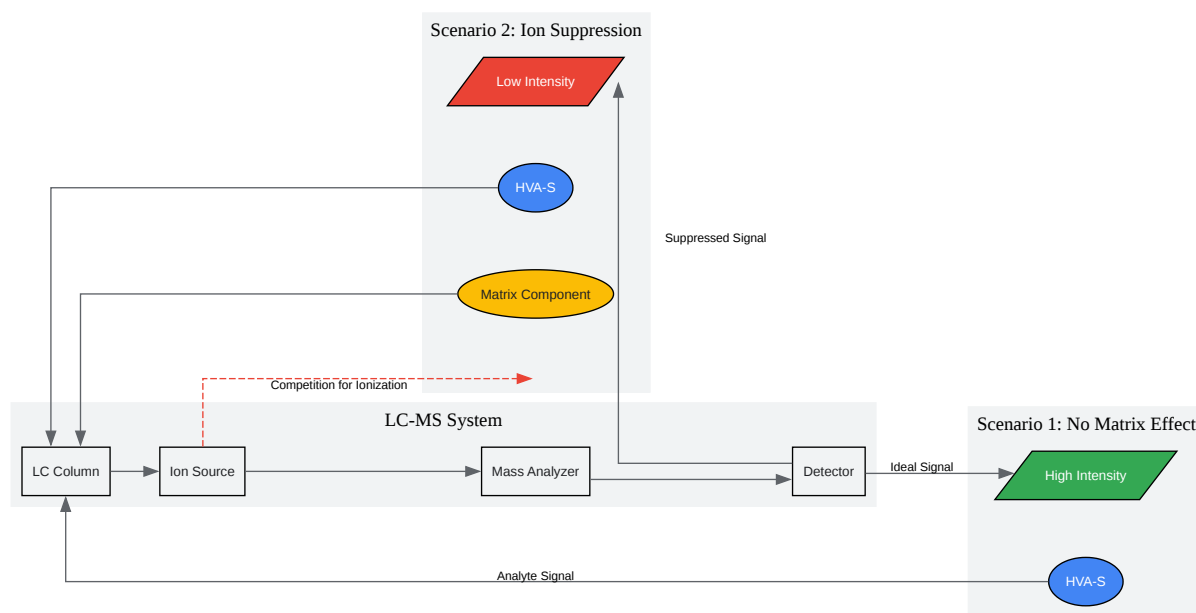 Scenario 2: Ion Suppression
Low Intensity
HVA-S
Suppressed Signal
Matrix Component
Competition for Ionization
LC-MS System
Scenario 1: No Matrix Effect
LC Column
Ion Source
Mass Analyzer
Detector
Ideal Signal
High Intensity
Analyte Signal
HVA-S